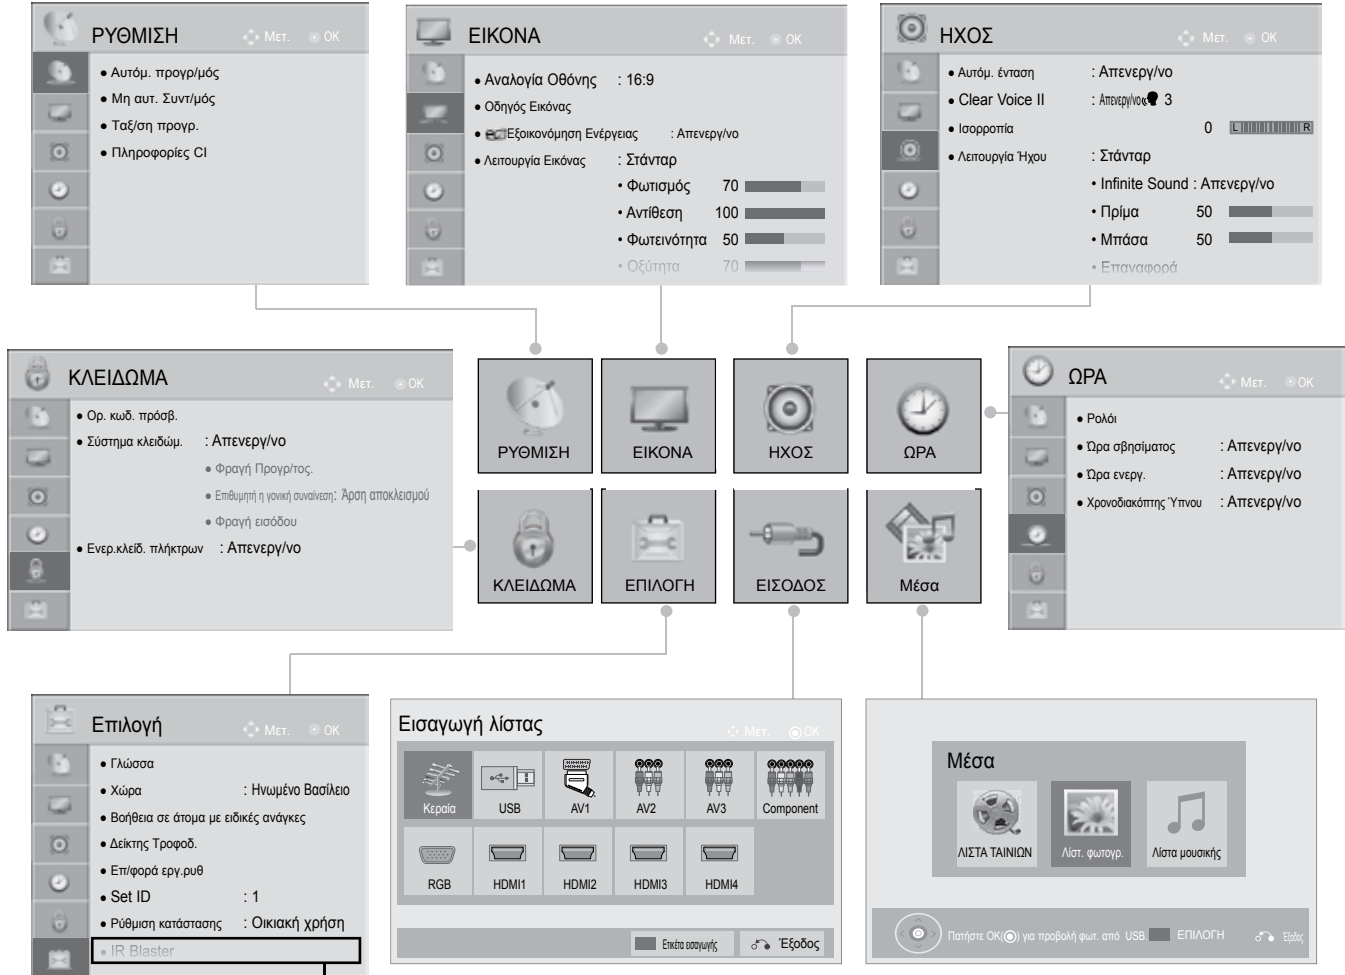 ΡΥΘΜΙΣΗ
Μετ. OK
● Αυτόμ. προγρ/μός
● Μη αυτ. Συντ/μός
● Ταξ/ση προγρ.
● Πληροφορίες CI
ΕΙΚΟΝΑ
Μετ. OK
● Αναλογία Οθόνης : 16:9
● Οδηγός Εικόνας
● Εξοικονόμηση Ενέργειας : Απενεργ/νο
● Λειτουργία Εικόνας : Στάνταρ
• Φωτισμός 70
• Αντίθεση 100
• Φωτεινότητα 50
• Οξύτητα 70
ΗΧΟΣ
Μετ. OK
● Αυτόμ. ένταση : Απενεργ/νο
● Clear Voice II : Απενεργ/νο 3
● Ισορροπία 0 L R
● Λειτουργία Ήχου : Στάνταρ
• Infinite Sound : Απενεργ/νο
• Πρίμα 50
• Μπάσα 50
• Επαναφορά
ΚΛΕΙΔΩΜΑ
Μετ. OK
● Ορ. κωδ. πρόσβ.
● Σύστημα κλειδώμ. : Απενεργ/νο
● Φραγή Προγρ/τος.
● Επιθυμητή η γονική συναίνεση: Άρση αποκλεισμού
● Φραγή εισόδου
● Ενερ.κλείδ. πλήκτρων : Απενεργ/νο
ΡΥΘΜΙΣΗ
ΕΙΚΟΝΑ
ΗΧΟΣ
ΩΡΑ
ΚΛΕΙΔΩΜΑ
ΕΠΙΛΟΓΗ
ΕΙΣΟΔΟΣ
Μέσα
ΩΡΑ
Μετ. OK
● Ρολόι
● Ώρα σβησίματος : Απενεργ/νο
● Ώρα ενεργ. : Απενεργ/νο
● Χρονοδιακόπτης Ύπνου : Απενεργ/νο
Επιλογή
Μετ. OK
● Γλώσσα
● Χώρα : Ηνωμένο Βασίλειο
● Βοήθεια σε άτομα με ειδικές ανάγκες
● Δείκτης Τροφοδ.
● Επ/φορά εργ.ρυθ
● Set ID : 1
● Ρύθμιση κατάστασης : Οικιακή χρήση
● IR Blaster
Εισαγωγή λίστας
Μετ. OK
Κεραία USB AV1 AV2 AV3 Component
RGB HDMI1 HDMI2 HDMI3 HDMI4
Ετικέτα εισαγωγής Έξοδος
Μέσα
ΛΙΣΤΑ ΤΑΙΝΙΩΝ Λίστ. φωτογρ. Λίστα μουσικής
Πατήστε OK(◉) για προβολή φωτ. από USB. ΕΠΙΛΟΓΗ Έξοδος